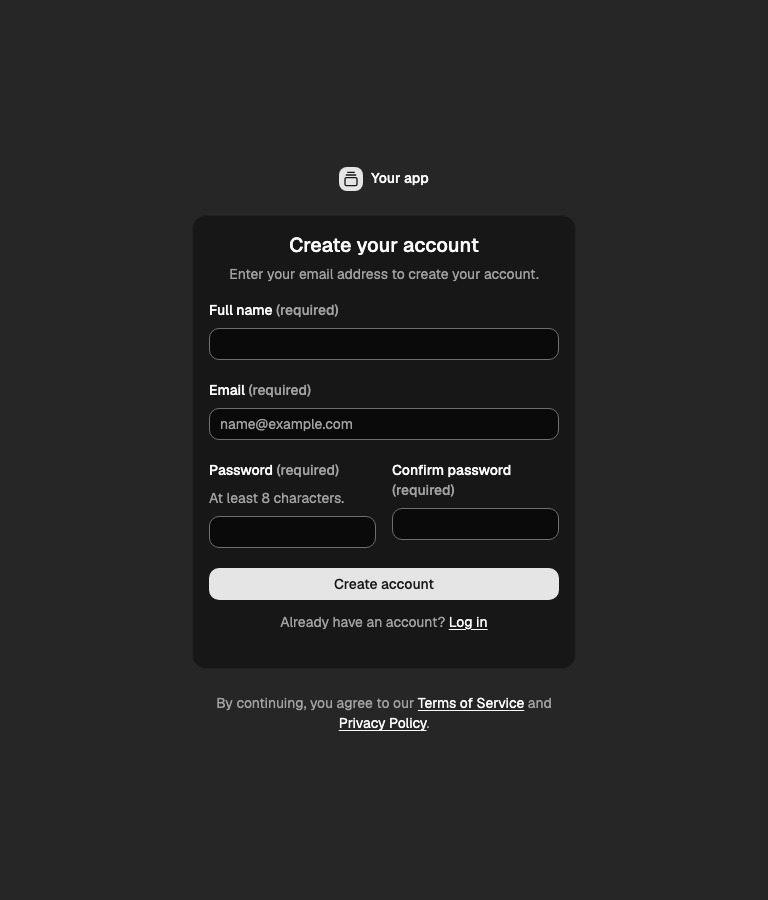 Your app
Create your account
Enter your email address to create your account.
Full name (required)
Email (required)
name@example.com
Password (required)
At least 8 characters.
Confirm password
(required)
Create account
Already have an account? Log in
By continuing, you agree to our Terms of Service and
Privacy Policy.